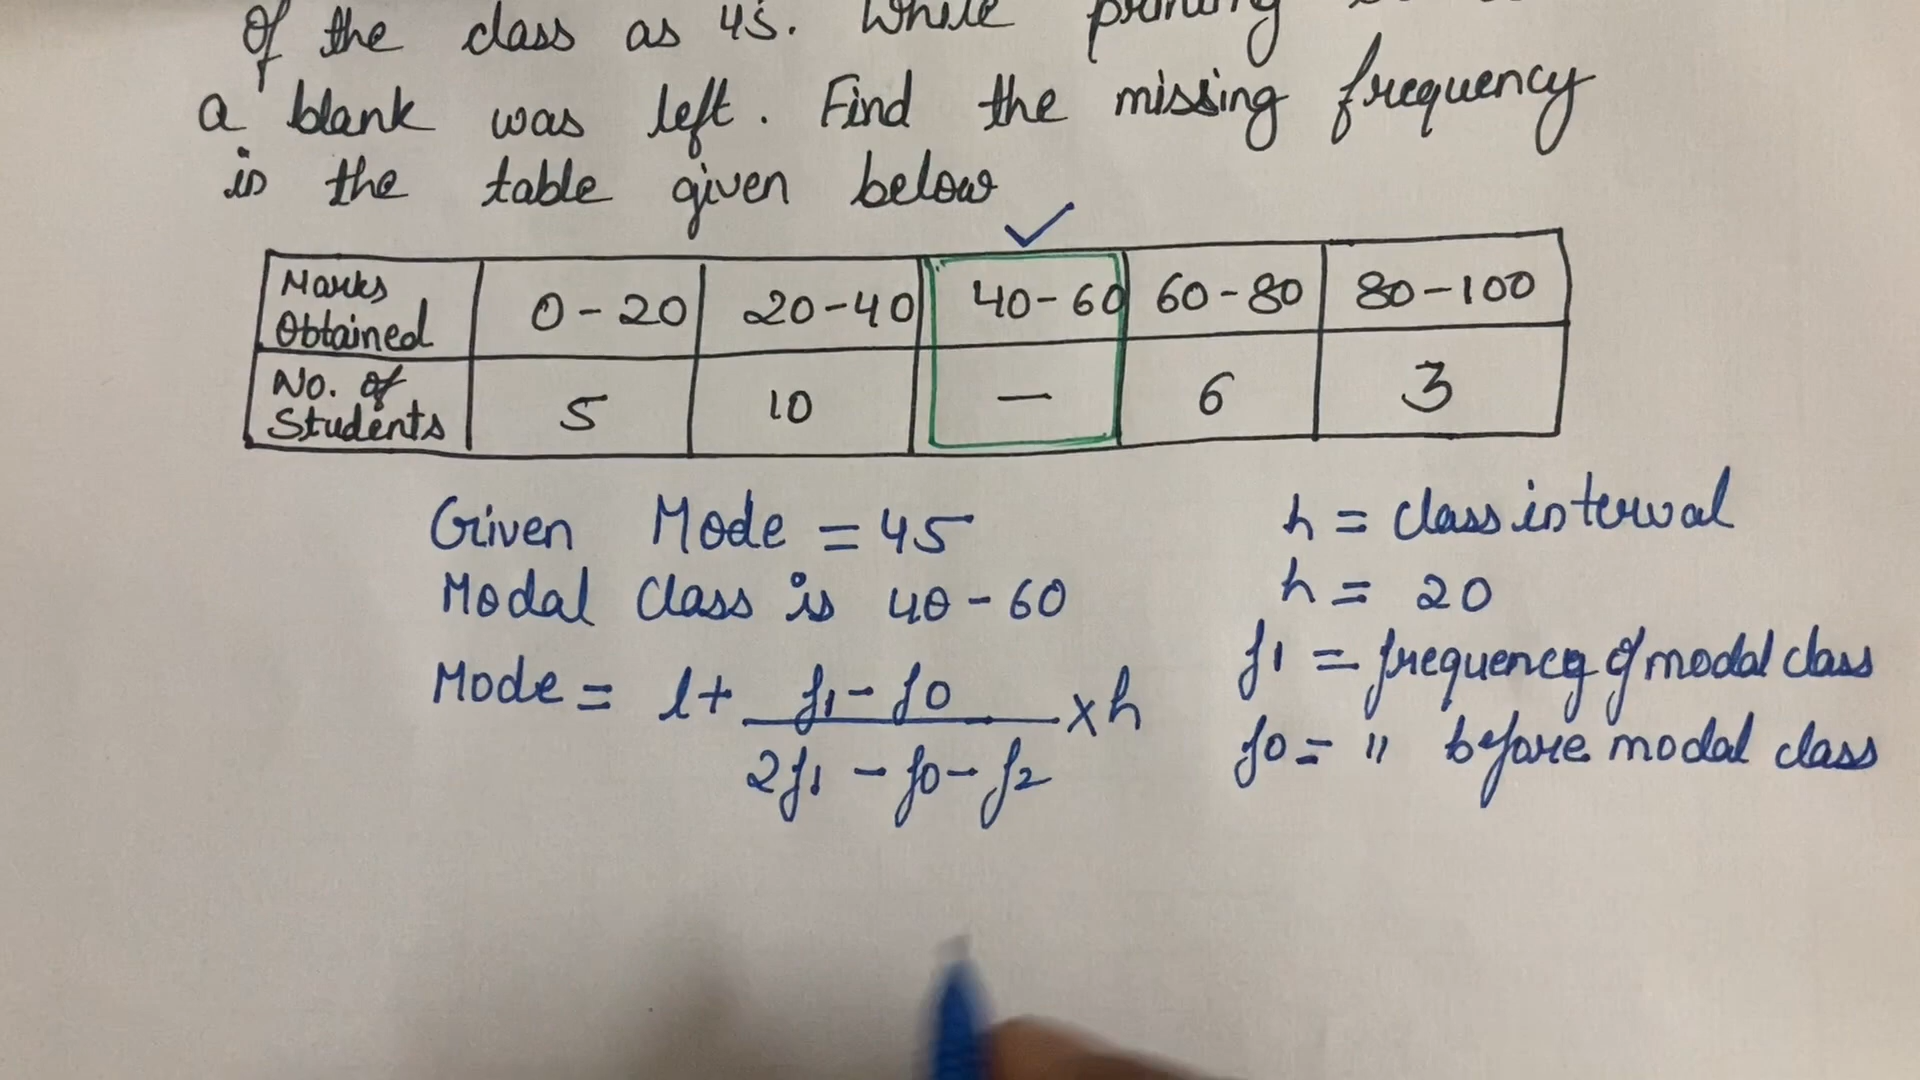 Of the class as 45. While printing
a blank was left. Find the missing frequency
is the table given below
Marks Obtained 0-20 20-40 40-60 60-80 80-100
No. of Students 5 10 — 6 3
Given Mode = 45
Modal Class is 40-60
Mode = l + f1 - f0 / 2f1 - f0 - f2 × h
h = class interval
h = 20
f1 = frequency of modal class
f0 = " before modal class